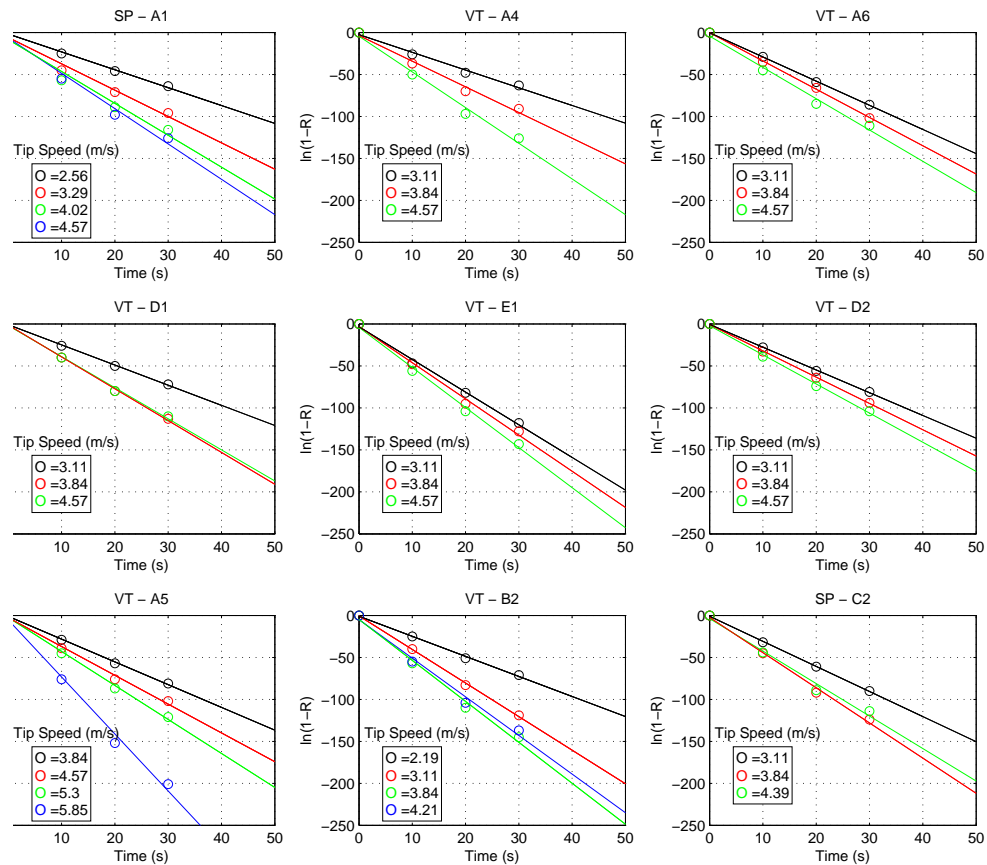 SP − A1 VT − A4 VT − A6
0 0
−50 −50
−100 −100
−150 −150
−200 −200
−250 −250
ln(1−R) ln(1−R)
Tip Speed (m/s) Tip Speed (m/s) Tip Speed (m/s)
=2.56 =3.11 =3.11
=3.29 =3.84 =3.84
=4.02 =4.57 =4.57
=4.57
10 20 30 40 50 0 10 20 30 40 50 0 10 20 30 40 50
Time (s) Time (s) Time (s)
VT − D1 VT − E1 VT − D2
0 0
−50 −50
−100 −100
−150 −150
−200 −200
−250 −250
ln(1−R) ln(1−R)
Tip Speed (m/s) Tip Speed (m/s) Tip Speed (m/s)
=3.11 =3.11 =3.11
=3.84 =3.84 =3.84
=4.57 =4.57 =4.57
10 20 30 40 50 0 10 20 30 40 50 0 10 20 30 40 50
Time (s) Time (s) Time (s)
VT − A5 VT − B2 SP − C2
0 0
−50 −50
−100 −100
−150 −150
−200 −200
−250 −250
ln(1−R) ln(1−R)
Tip Speed (m/s) Tip Speed (m/s) Tip Speed (m/s)
=3.84 =2.19 =3.11
=4.57 =3.11 =3.84
=5.3 =3.84 =4.39
=5.85 =4.21
10 20 30 40 50 0 10 20 30 40 50 0 10 20 30 40 50
Time (s) Time (s) Time (s)